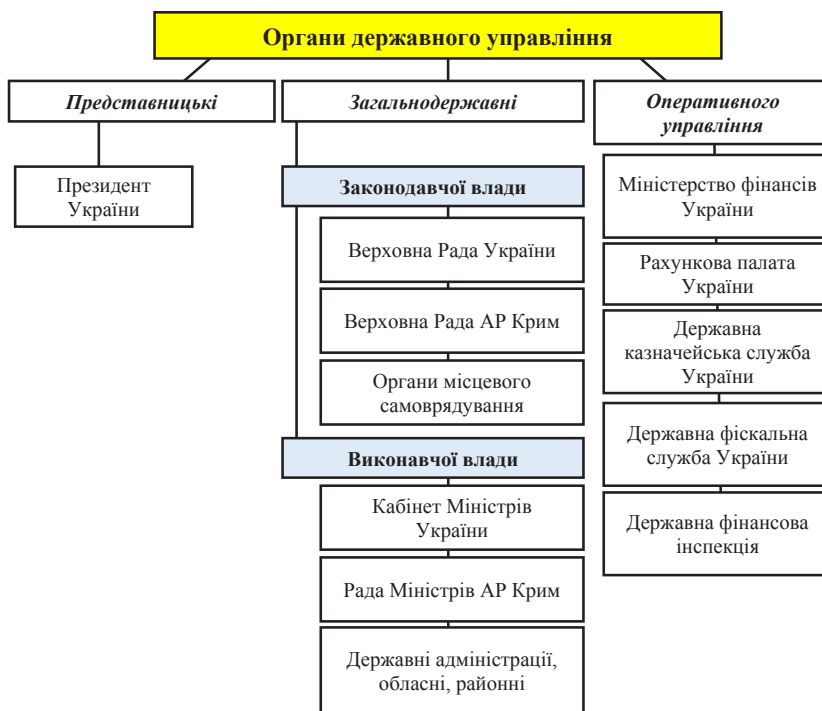 Органи державного управління
Представницькі
Президент
України
Загальнодержавні
Законодавчої влади
Верховна Рада України
Верховна Рада АР Крим
Органи місцевого
самоврядування
Виконавчої влади
Кабінет Міністрів
України
Рада Міністрів АР Крим
Державні адміністрації,
обласні, районні
Оперативного
управління
Міністерство фінансів
України
Рахункова палата
України
Державна
казначейська служба
України
Державна фіскальна
служба України
Державна фінансова
інспекція